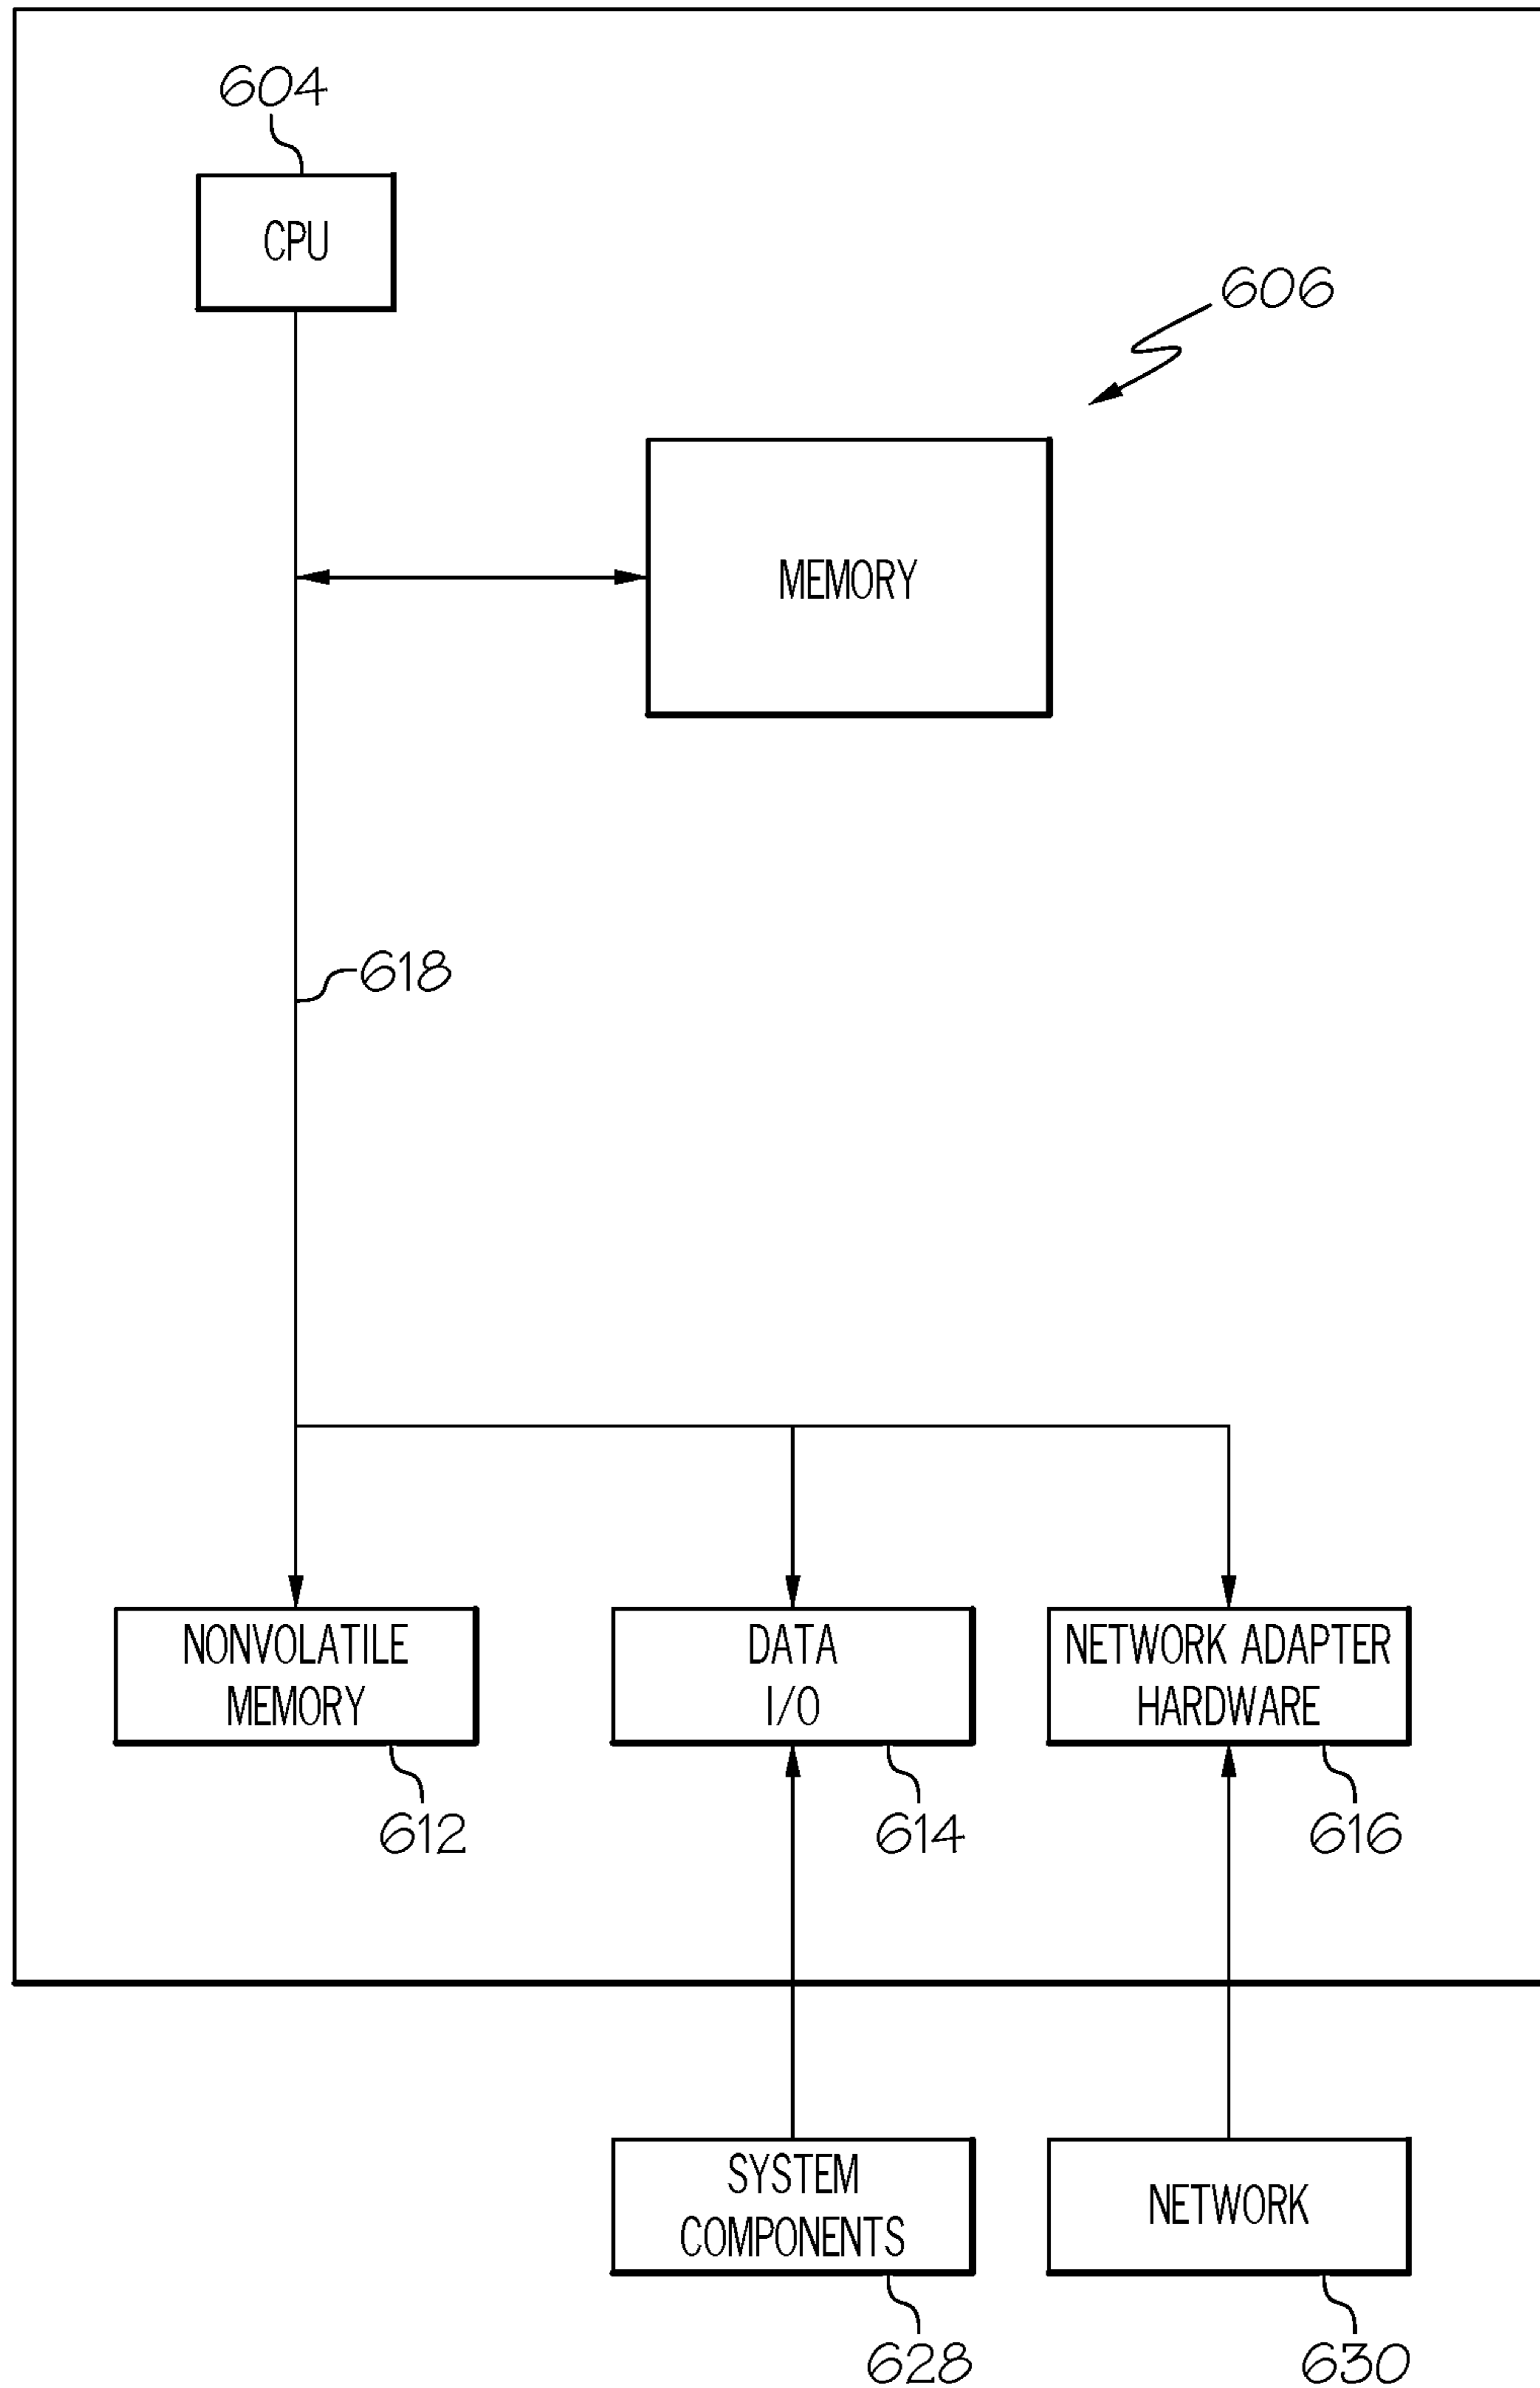 604
CPU
606
MEMORY
618
NONVOLATILE
MEMORY
DATA
I/O
NETWORK ADAPTER
HARDWARE
612
614
616
SYSTEM
COMPONENTS
NETWORK
628
630